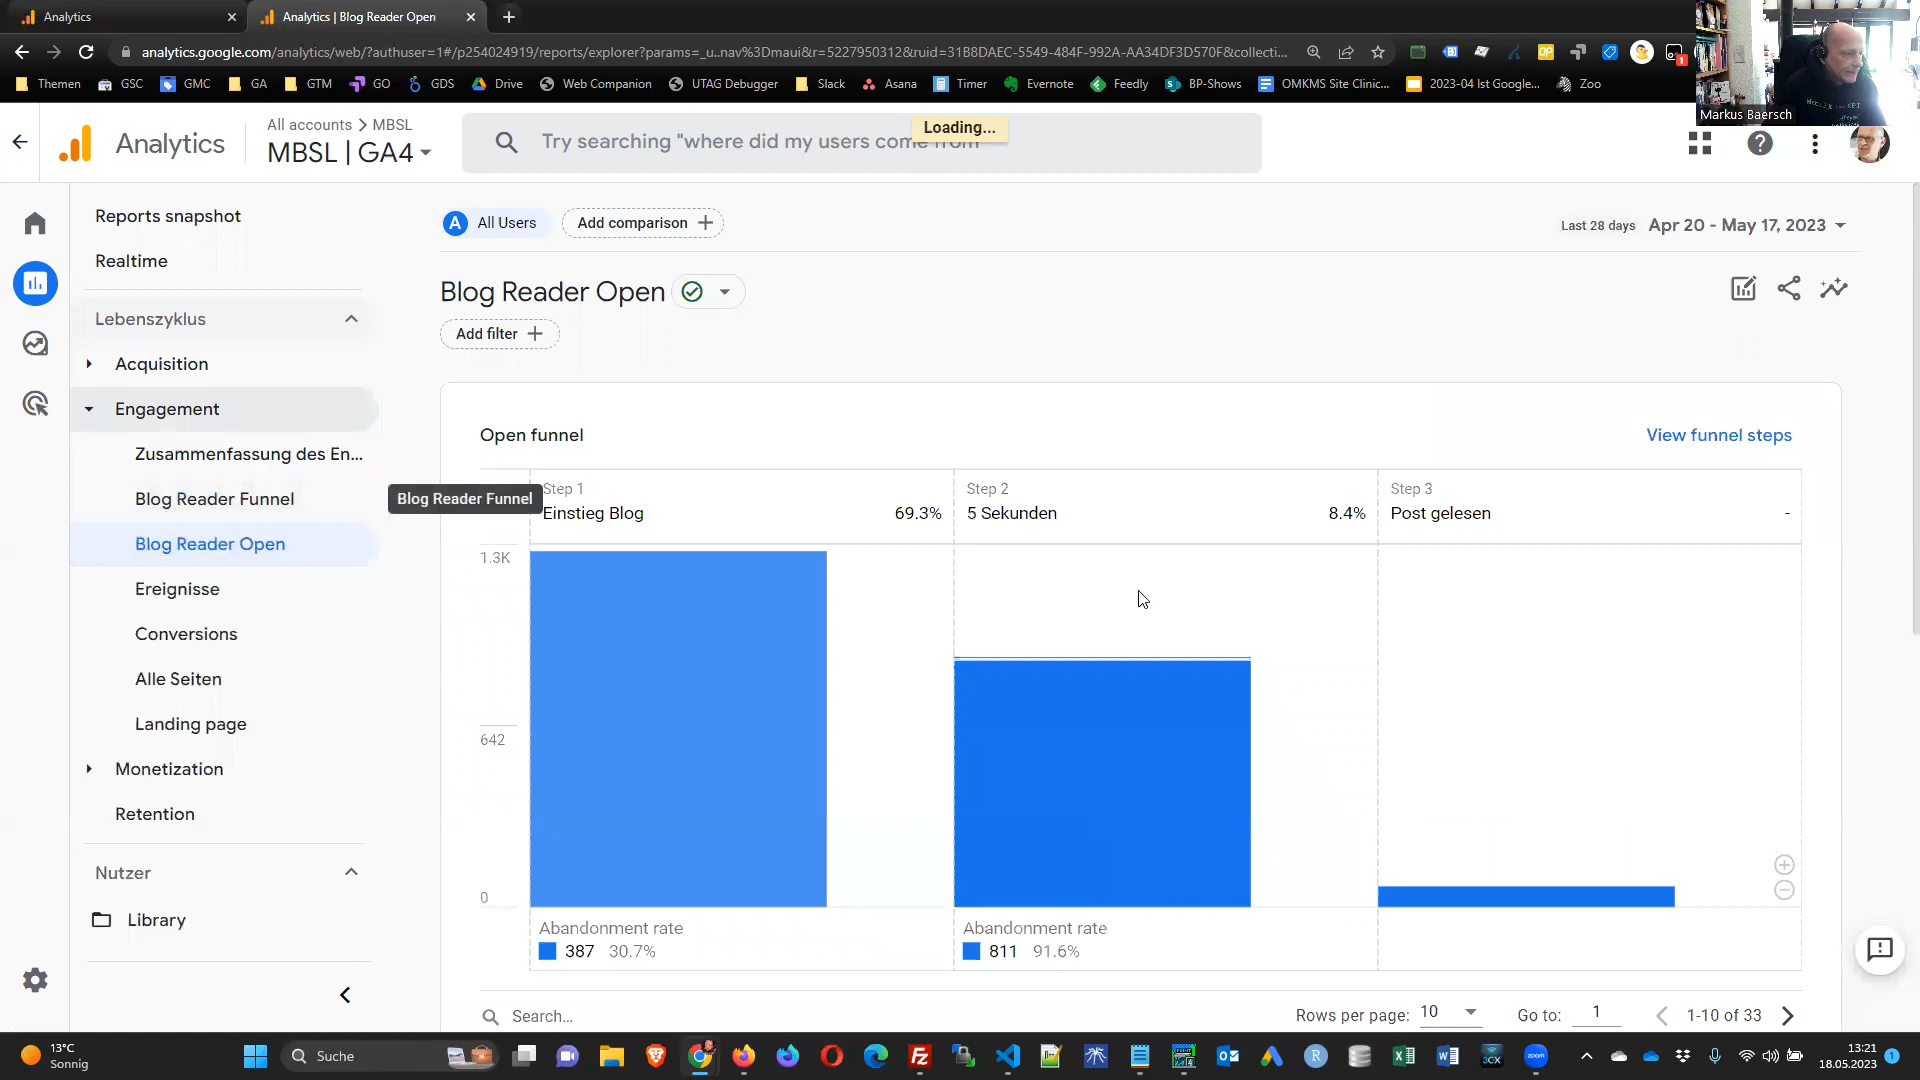 Analytics
Analytics | Blog Reader Open
analytics.google.com/analytics/web/?authuser=1#/p254024919/reports/explorer?params=_u..nav%3Dmaui&r=5227950312&ruid=31B8DAEC-5549-484F-992A-AA34DF3D570F&collecti...
Themen
GSC
GMC
GA
GTM
GO
GDS
Drive
Web Companion
UTAG Debugger
Slack
Asana
Timer
Evernote
Feedly
BP-Shows
OMKMS Site Clinic...
2023-04 Ist Google...
Zoo
Markus Baersch
Analytics
All accounts > MBSL
MBSL | GA4
Try searching "where did my users come from"
Loading...
Reports snapshot
Realtime
Lebenszyklus
Acquisition
Engagement
Zusammenfassung des En...
Blog Reader Funnel
Blog Reader Open
Ereignisse
Conversions
Alle Seiten
Landing page
Monetization
Retention
Nutzer
Library
Blog Reader Funnel
A All Users
Add comparison +
Last 28 days Apr 20 - May 17, 2023
Blog Reader Open
Add filter +
Open funnel
View funnel steps
Step 1
Einstieg Blog 69.3%
Step 2
5 Sekunden 8.4%
Step 3
Post gelesen -
1.3K
642
0
Abandonment rate
387 30.7%
Abandonment rate
811 91.6%
Search...
Rows per page: 10
Go to: 1
1-10 of 33
13°C
Sonnig
Suche
13:21
18.05.2023